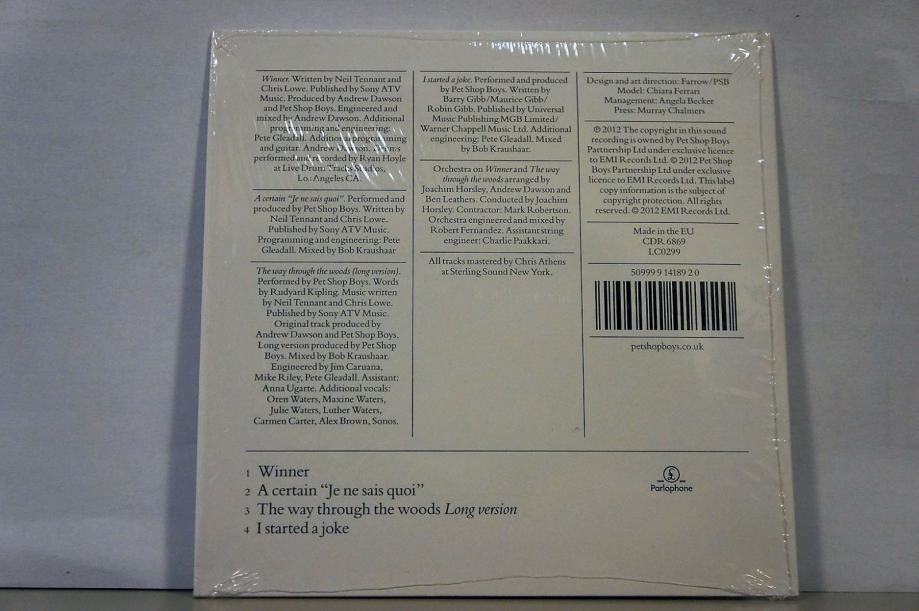 Winner. Written by Neil Tennant and
Chris Lowe. Published by Sony ATV
Music. Produced by Andrew Dawson
and Pet Shop Boys. Engineered and
mixed by Andrew Dawson. Additional
programming and engineering:
Pete Gleadall. Additional programming
and guitar: Andrew Dawson. Drums
performed and recorded by Ryan Hoyle
at Live Drum Tracks Studios,
Los Angeles CA.
A certain “Je ne sais quoi”. Performed and
produced by Pet Shop Boys. Written by
Neil Tennant and Chris Lowe.
Published by Sony ATV Music.
Programming and engineering: Pete
Gleadall. Mixed by Bob Kraushaar
The way through the woods (long version).
Performed by Pet Shop Boys. Words
by Rudyard Kipling. Music written
by Neil Tennant and Chris Lowe.
Published by Sony ATV Music.
Original track produced by
Andrew Dawson and Pet Shop Boys.
Long version produced by Pet Shop
Boys. Mixed by Bob Kraushaar.
Engineered by Jim Caruana,
Mike Riley, Pete Gleadall. Assistant:
Anna Ugarte. Additional vocals:
Oren Waters, Maxine Waters,
Julie Waters, Luther Waters,
Carmen Carter, Alex Brown, Sonos.
I started a joke. Performed and produced
by Pet Shop Boys. Written by
Barry Gibb/Maurice Gibb/
Robin Gibb. Published by Universal
Music Publishing MGB Limited/
Warner Chappell Music Ltd. Additional
engineering: Pete Gleadall. Mixed
by Bob Kraushaar.
Orchestra on Winner and The way
through the woods arranged by
Joachim Horsley, Andrew Dawson and
Ben Leathers. Conducted by Joachim
Horsley. Contractor: Mark Robertson.
Orchestra engineered and mixed by
Robert Fernandez. Assistant string
engineer: Charlie Paakkari.
All tracks mastered by Chris Athens
at Sterling Sound New York.
Design and art direction: Farrow/PSB
Model: Chiara Ferrari
Management: Angela Becker
Press: Murray Chalmers
℗ 2012 The copyright in this sound
recording is owned by Pet Shop Boys
Partnership Ltd under exclusive licence
to EMI Records Ltd. © 2012 Pet Shop
Boys Partnership Ltd under exclusive
licence to EMI Records Ltd. This label
copy information is the subject of
copyright protection. All rights
reserved. © 2012 EMI Records Ltd.
Made in the EU
CDR 6869
LC0299
50999 9 14189 2 0
petshopboys.co.uk
1 Winner
2 A certain “Je ne sais quoi”
3 The way through the woods Long version
4 I started a joke
£
Parlophone